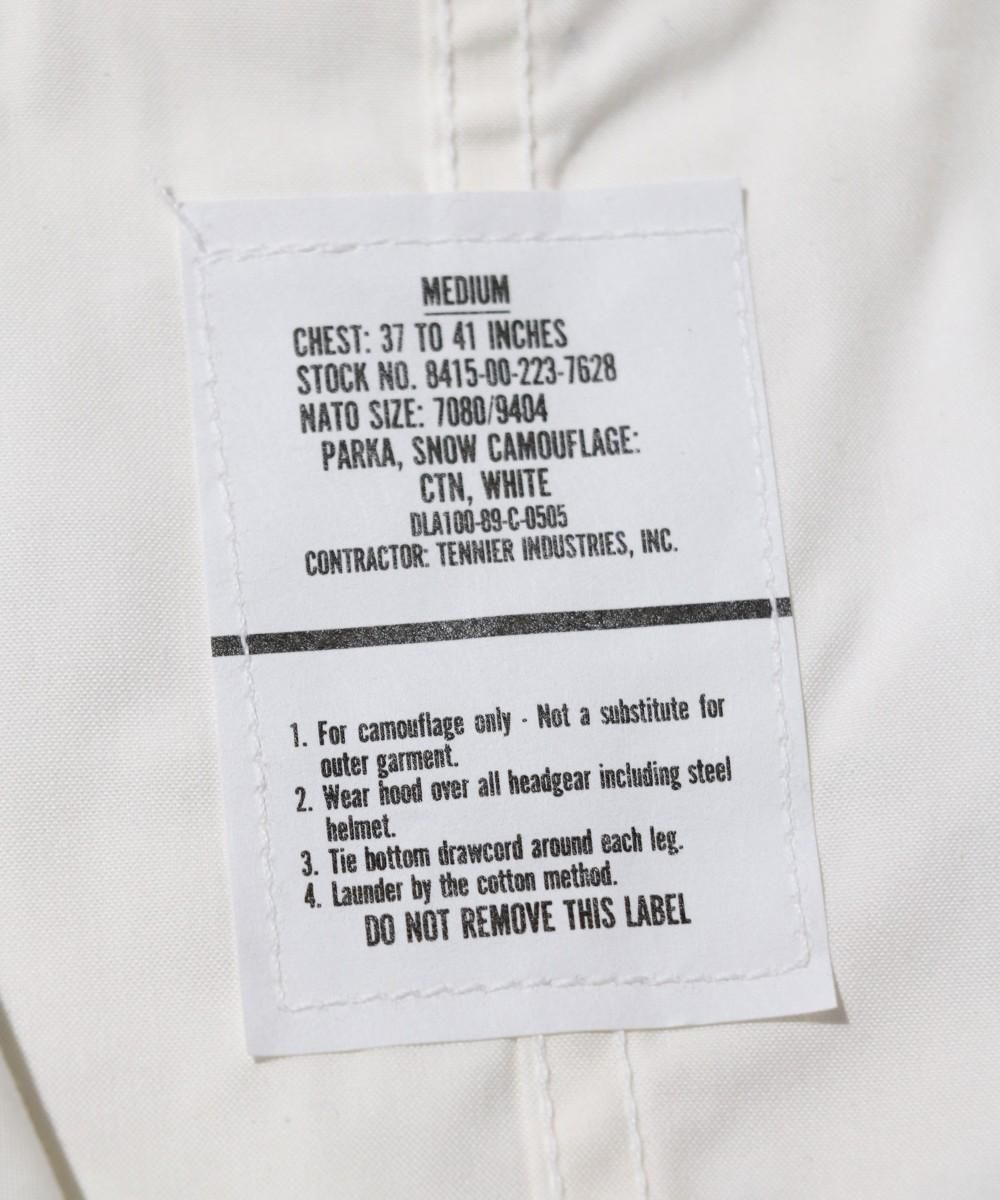 MEDIUM
CHEST: 37 TO 41 INCHES
STOCK NO. 8415-00-223-7628
NATO SIZE: 7080/9404
PARKA, SNOW CAMOUFLAGE:
CTN, WHITE
DLA100-89-C-0505
CONTRACTOR: TENNIER INDUSTRIES, INC.
1. For camouflage only - Not a substitute for
outer garment.
2. Wear hood over all headgear including steel
helmet.
3. Tie bottom drawcord around each leg.
4. Launder by the cotton method.
DO NOT REMOVE THIS LABEL